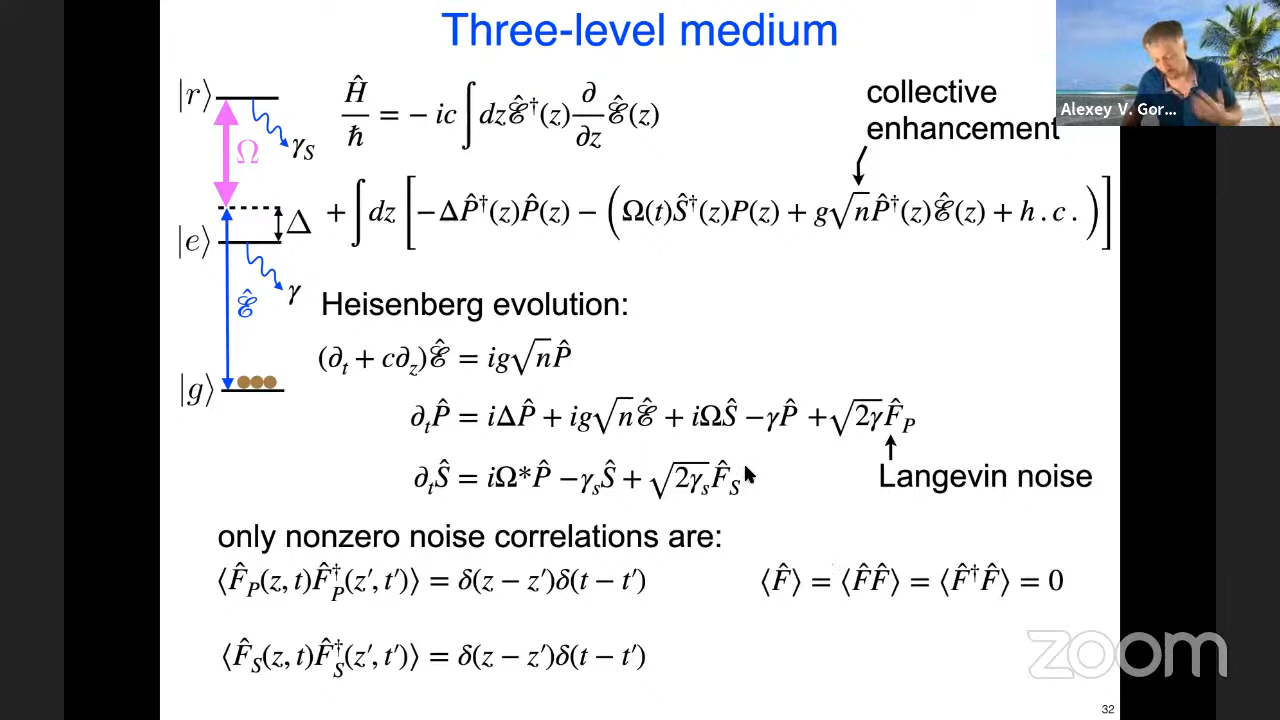 Three-level medium
Alexey V. Gor...
collective
enhancement
|r⟩
γ_S
Ω
Δ
|e⟩
γ
ℰ̂
|g⟩
Ĥ/ℏ = − ic ∫ dzℰ̂†(z) ∂/∂z ℰ̂(z)
+ ∫ dz [−ΔP̂†(z)P̂(z) − (Ω(t)Ŝ†(z)P(z) + g√n P̂†(z)ℰ̂(z) + h . c . )]
Heisenberg evolution:
(∂_t + c∂_z)ℰ̂ = ig√n P̂
∂_t P̂ = iΔP̂ + ig√n ℰ̂ + iΩŜ −γP̂ +√2γ F̂_P
∂_t Ŝ = iΩ*P̂ −γ_s Ŝ + √2γ_s F̂_S
Langevin noise
only nonzero noise correlations are:
⟨F̂_P(z, t)F̂_P†(z′, t′)⟩ = δ(z − z′)δ(t − t′)
⟨F̂⟩ = ⟨F̂F̂⟩ = ⟨F̂†F̂⟩ = 0
⟨F̂_S(z, t)F̂_S†(z′, t′)⟩ = δ(z − z′)δ(t − t′)
zoom
32